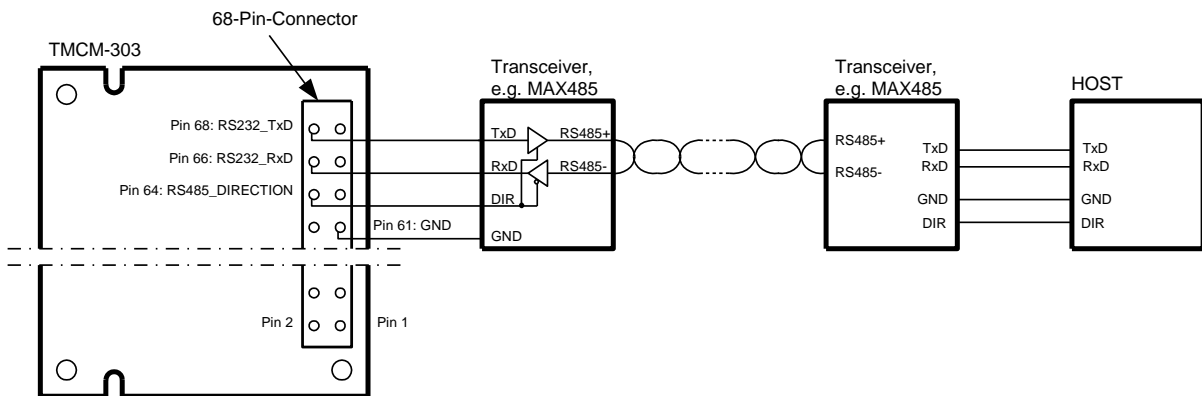 68-Pin-Connector
TMCM-303
Transceiver,
e.g. MAX485
Transceiver,
e.g. MAX485
HOST
Pin 68: RS232_TxD
TxD
RS485+
RS485+
TxD
TxD
Pin 66: RS232_RxD
RxD
RS485-
RS485-
RxD
RxD
Pin 64: RS485_DIRECTION
DIR
GND
GND
Pin 61: GND
GND
DIR
DIR
Pin 2
Pin 1